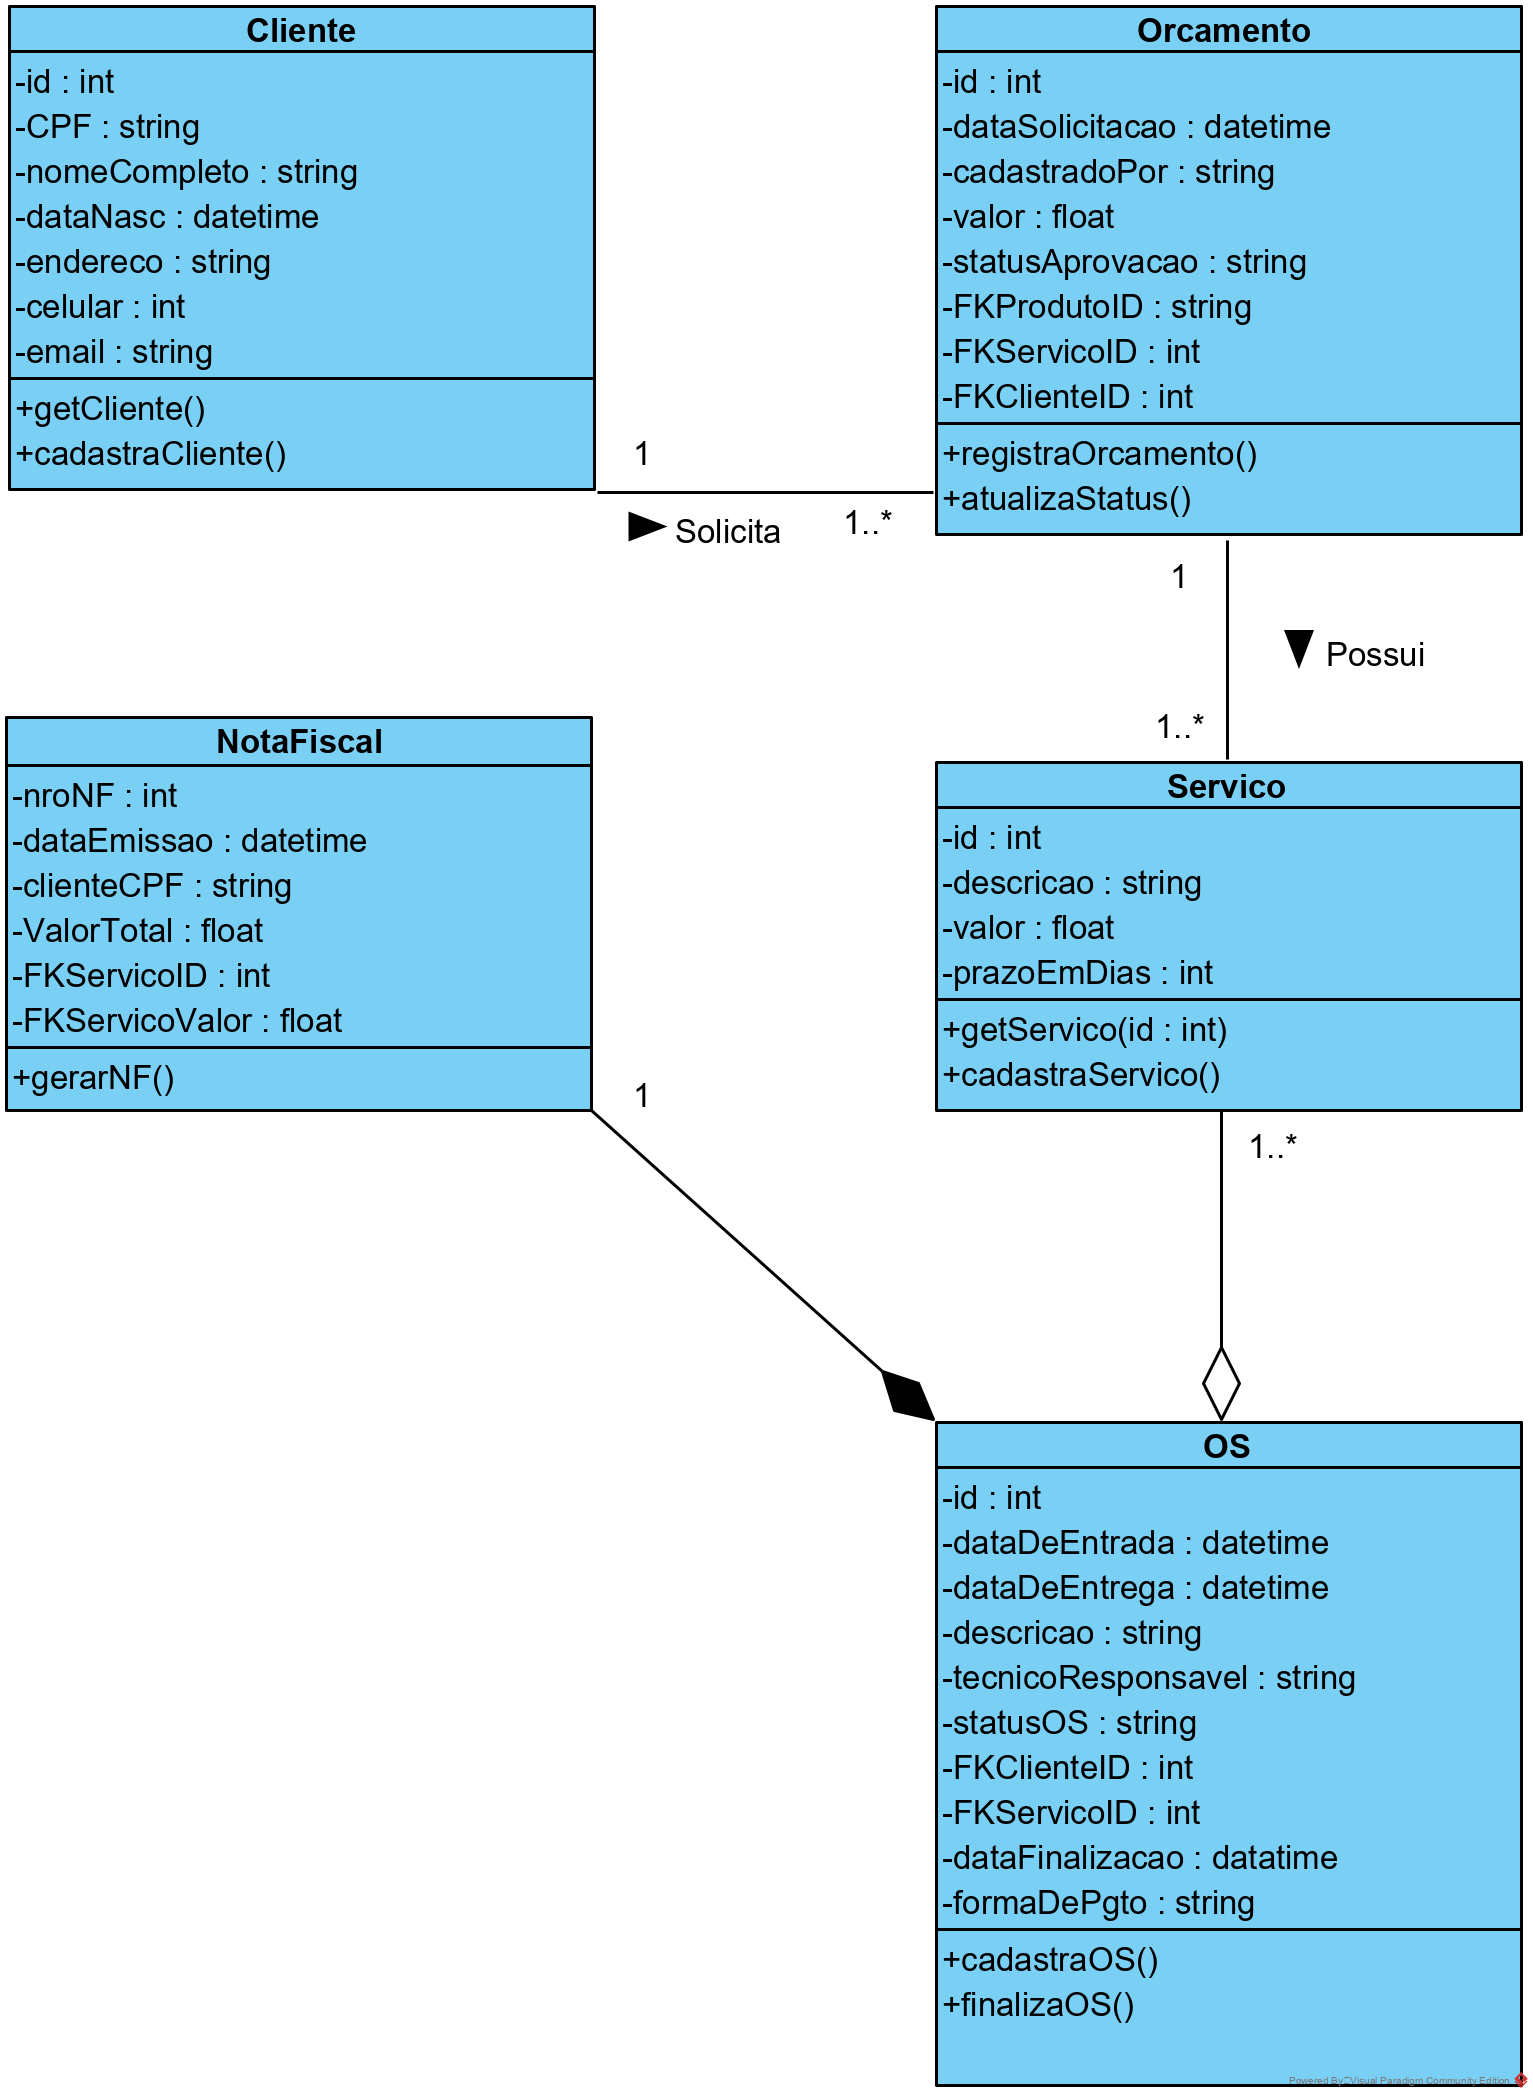 Cliente
-id : int
-CPF : string
-nomeCompleto : string
-dataNasc : datetime
-endereco : string
-celular : int
-email : string
+getCliente()
+cadastraCliente()
Orcamento
-id : int
-dataSolicitacao : datetime
-cadastradoPor : string
-valor : float
-statusAprovacao : string
-FKProdutoID : string
-FKServicoID : int
-FKClienteID : int
+registraOrcamento()
+atualizaStatus()
1
Solicita
1..*
1
Possui
1..*
NotaFiscal
-nroNF : int
-dataEmissao : datetime
-clienteCPF : string
-ValorTotal : float
-FKServicoID : int
-FKServicoValor : float
+gerarNF()
Servico
-id : int
-descricao : string
-valor : float
-prazoEmDias : int
+getServico(id : int)
+cadastraServico()
1
1..*
OS
-id : int
-dataDeEntrada : datetime
-dataDeEntrega : datetime
-descricao : string
-tecnicoResponsavel : string
-statusOS : string
-FKClienteID : int
-FKServicoID : int
-dataFinalizacao : datatime
-formaDePgto : string
+cadastraOS()
+finalizaOS()
Powered By Visual Paradigm Community Edition